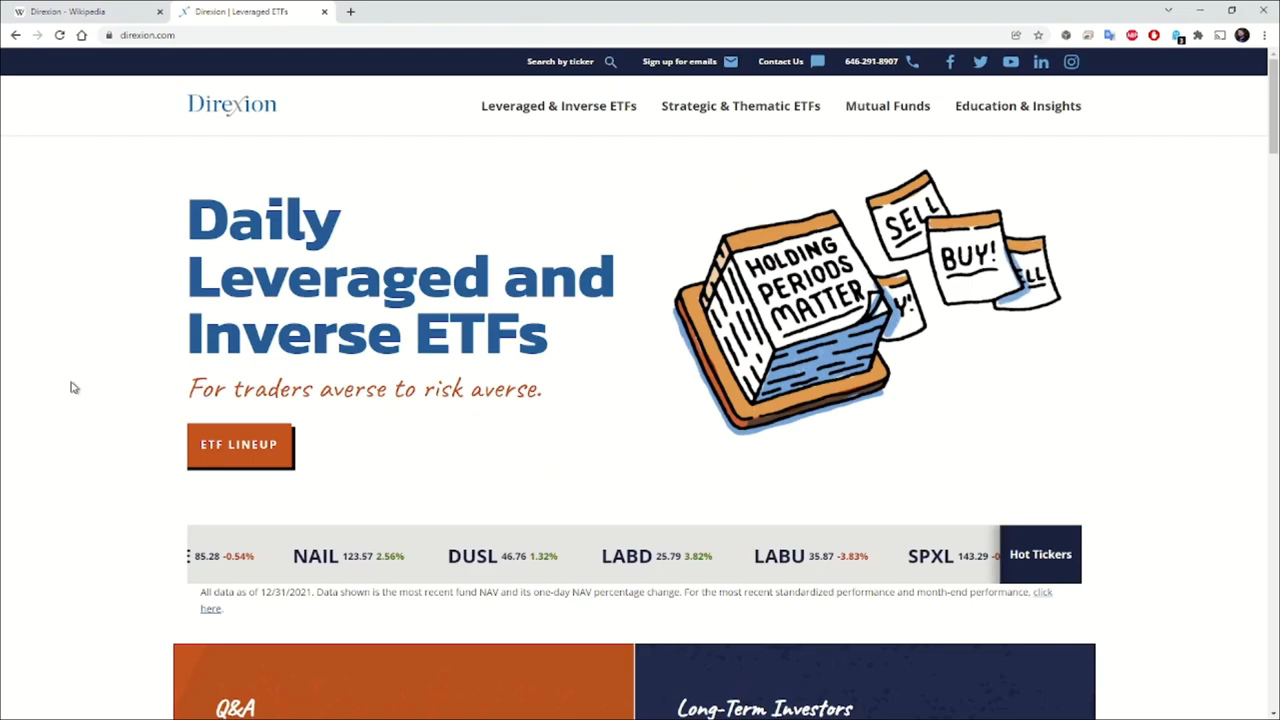 Direxion - Wikipedia
Direxion | Leveraged ETFs
direxion.com
Search by ticker Sign up for emails Contact Us 646-291-8907
Direxion
Leveraged & Inverse ETFs Strategic & Thematic ETFs Mutual Funds Education & Insights
Daily
Leveraged and
Inverse ETFs
For traders averse to risk averse.
ETF LINEUP
HOLDING
PERIODS
MATTER
SELL
BUY!
ELL
Y!
E 85.28 -0.54% NAIL 123.57 2.56% DUSL 46.76 1.32% LABD 25.79 3.82% LABU 35.87 -3.83% SPXL 143.29 -0 Hot Tickers
All data as of 12/31/2021. Data shown is the most recent fund NAV and its one-day NAV percentage change. For the most recent standardized performance and month-end performance, click
here.
Q&A
Long-Term Investors